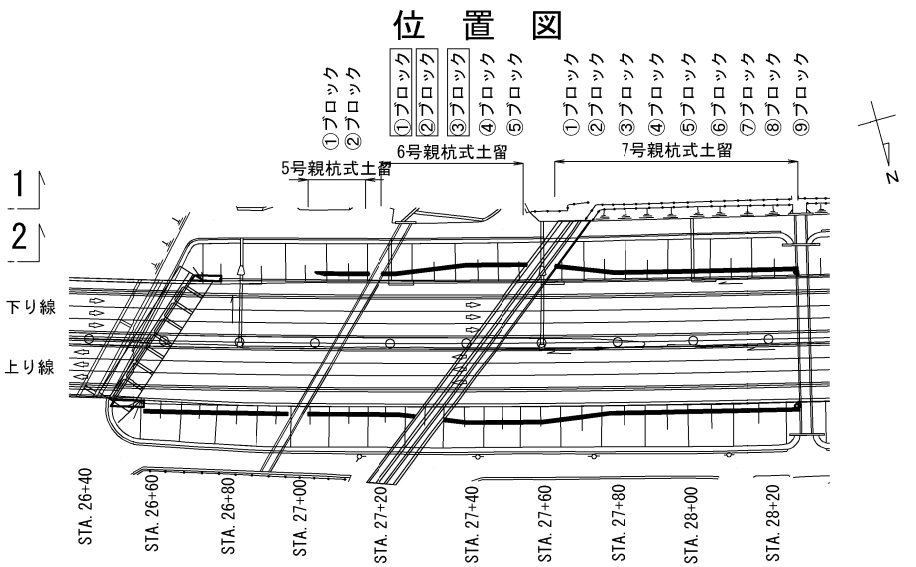 位置図
①ブロック
②ブロック
①ブロック
②ブロック
③ブロック
④ブロック
⑤ブロック
①ブロック
②ブロック
③ブロック
④ブロック
⑤ブロック
⑥ブロック
⑦ブロック
⑧ブロック
⑨ブロック
5号親杭式土留
6号親杭式土留
7号親杭式土留
N
1
2
下り線
上り線
STA. 26+40
STA. 26+60
STA. 26+80
STA. 27+00
STA. 27+20
STA. 27+40
STA. 27+60
STA. 27+80
STA. 28+00
STA. 28+20